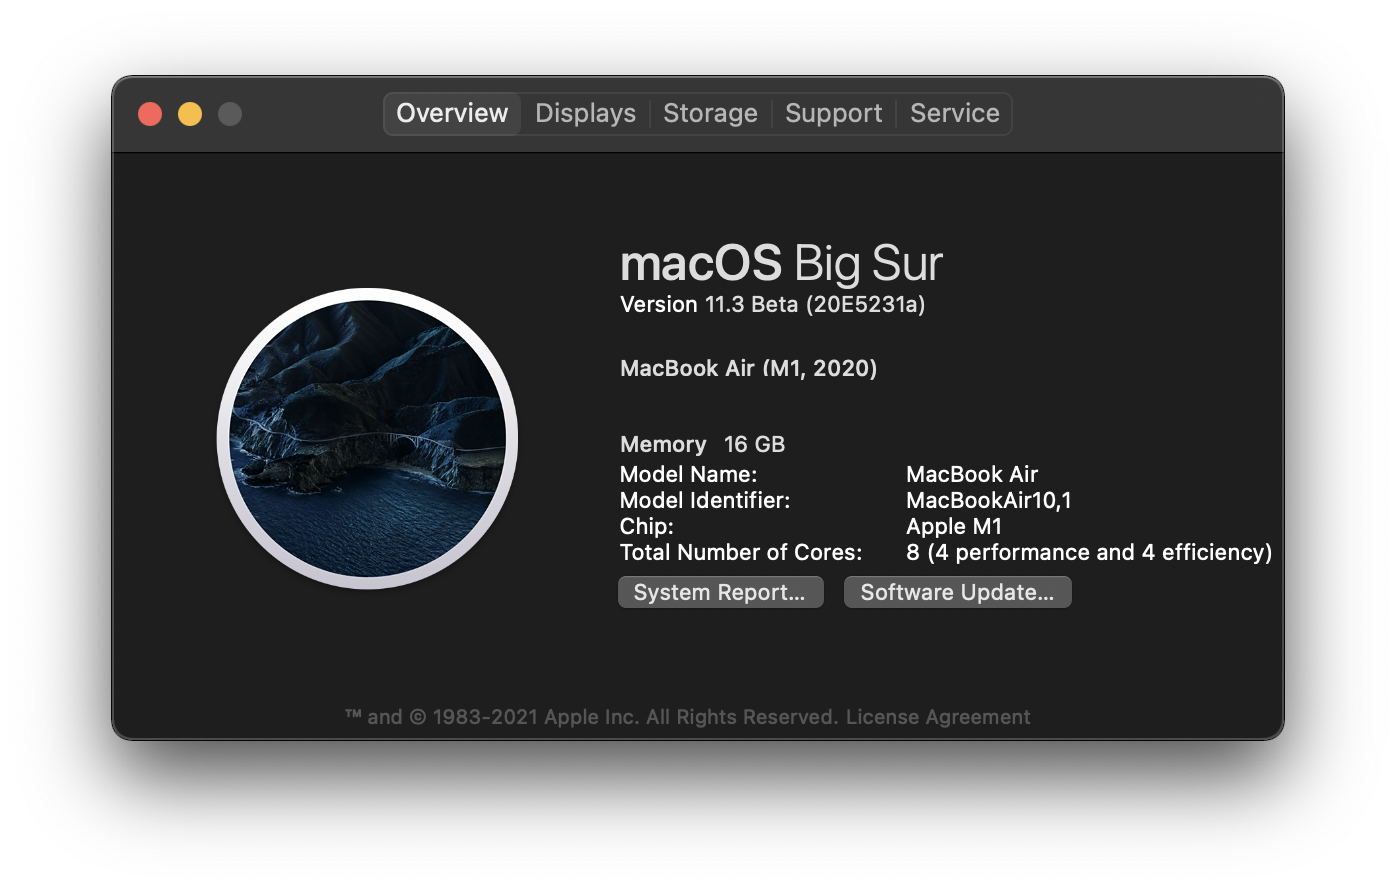 Overview Displays Storage Support Service
macOS Big Sur
Version 11.3 Beta (20E5231a)
MacBook Air (M1, 2020)
Memory 16 GB
Model Name: MacBook Air
Model Identifier: MacBookAir10,1
Chip: Apple M1
Total Number of Cores: 8 (4 performance and 4 efficiency)
System Report... Software Update...
™ and © 1983-2021 Apple Inc. All Rights Reserved. License Agreement